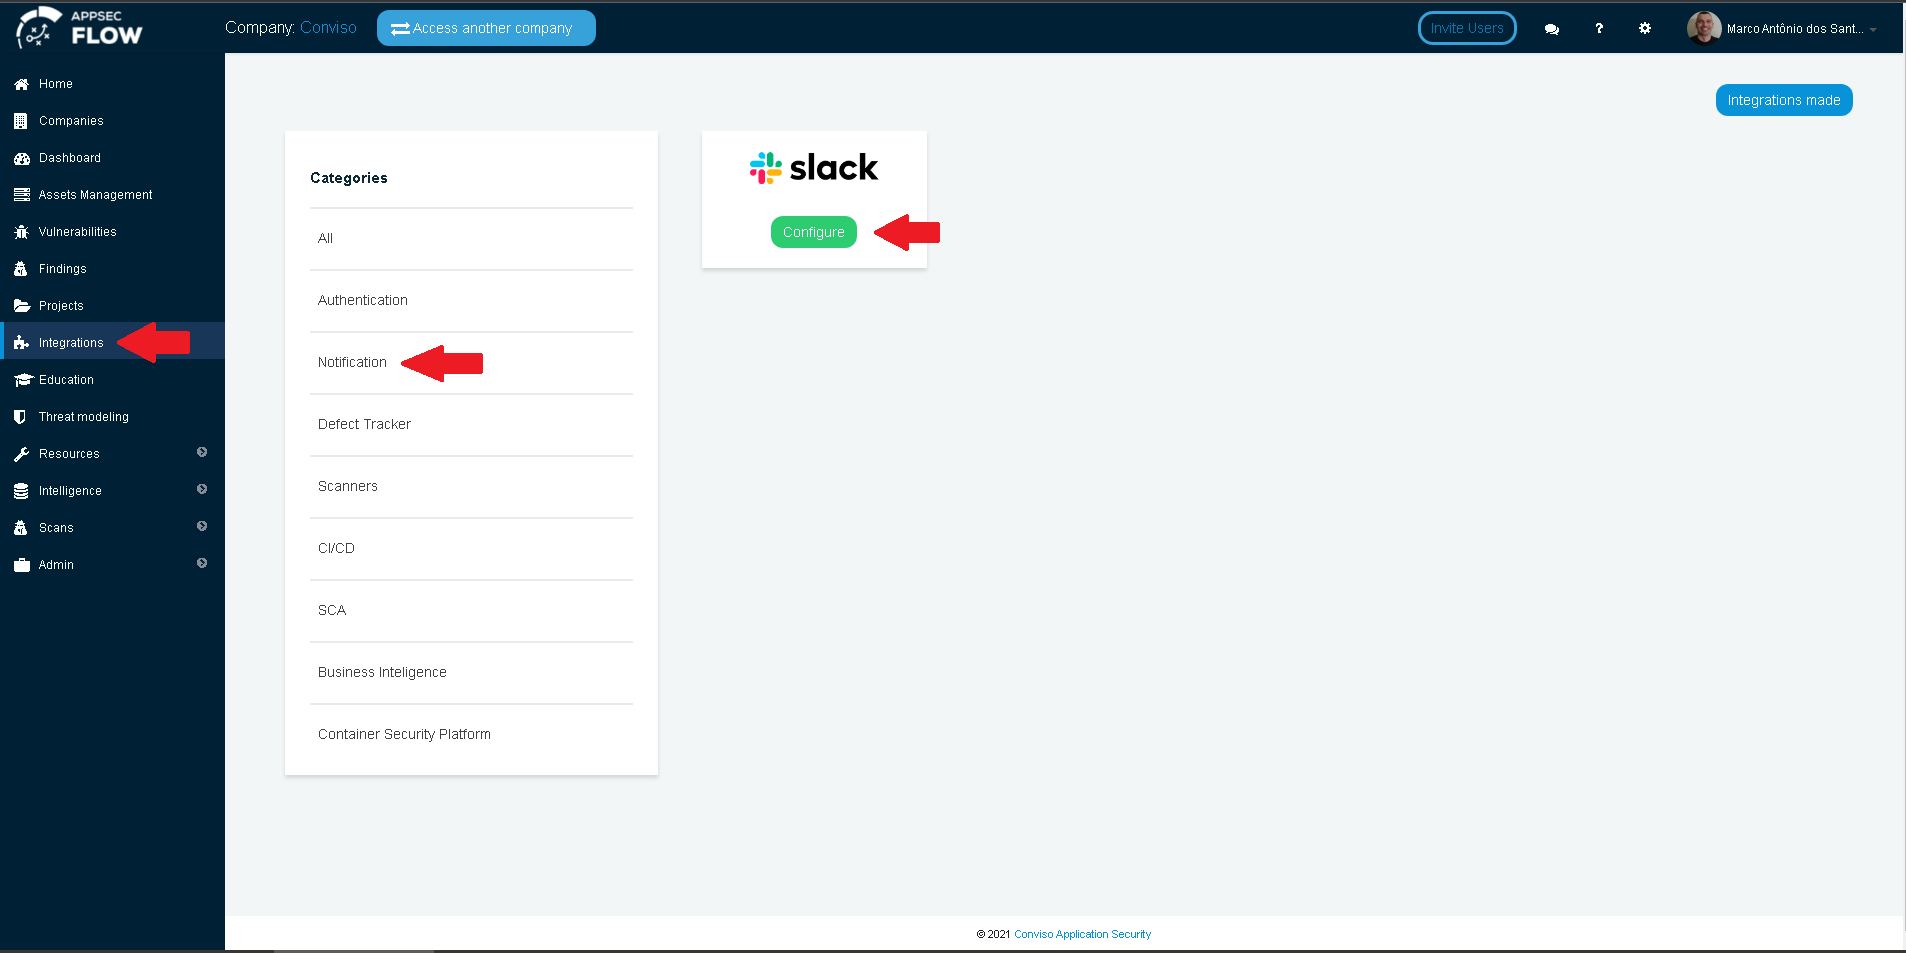 APPSEC
FLOW
Company: Conviso
Access another company
Invite Users
?
Marco Antônio dos Sant...
Home
Companies
Dashboard
Assets Management
Vulnerabilities
Findings
Projects
Integrations
Education
Threat modeling
Resources
Intelligence
Scans
Admin
Integrations made
Categories
All
Authentication
Notification
Defect Tracker
Scanners
CI/CD
SCA
Business Inteligence
Container Security Platform
slack
Configure
© 2021 Conviso Application Security